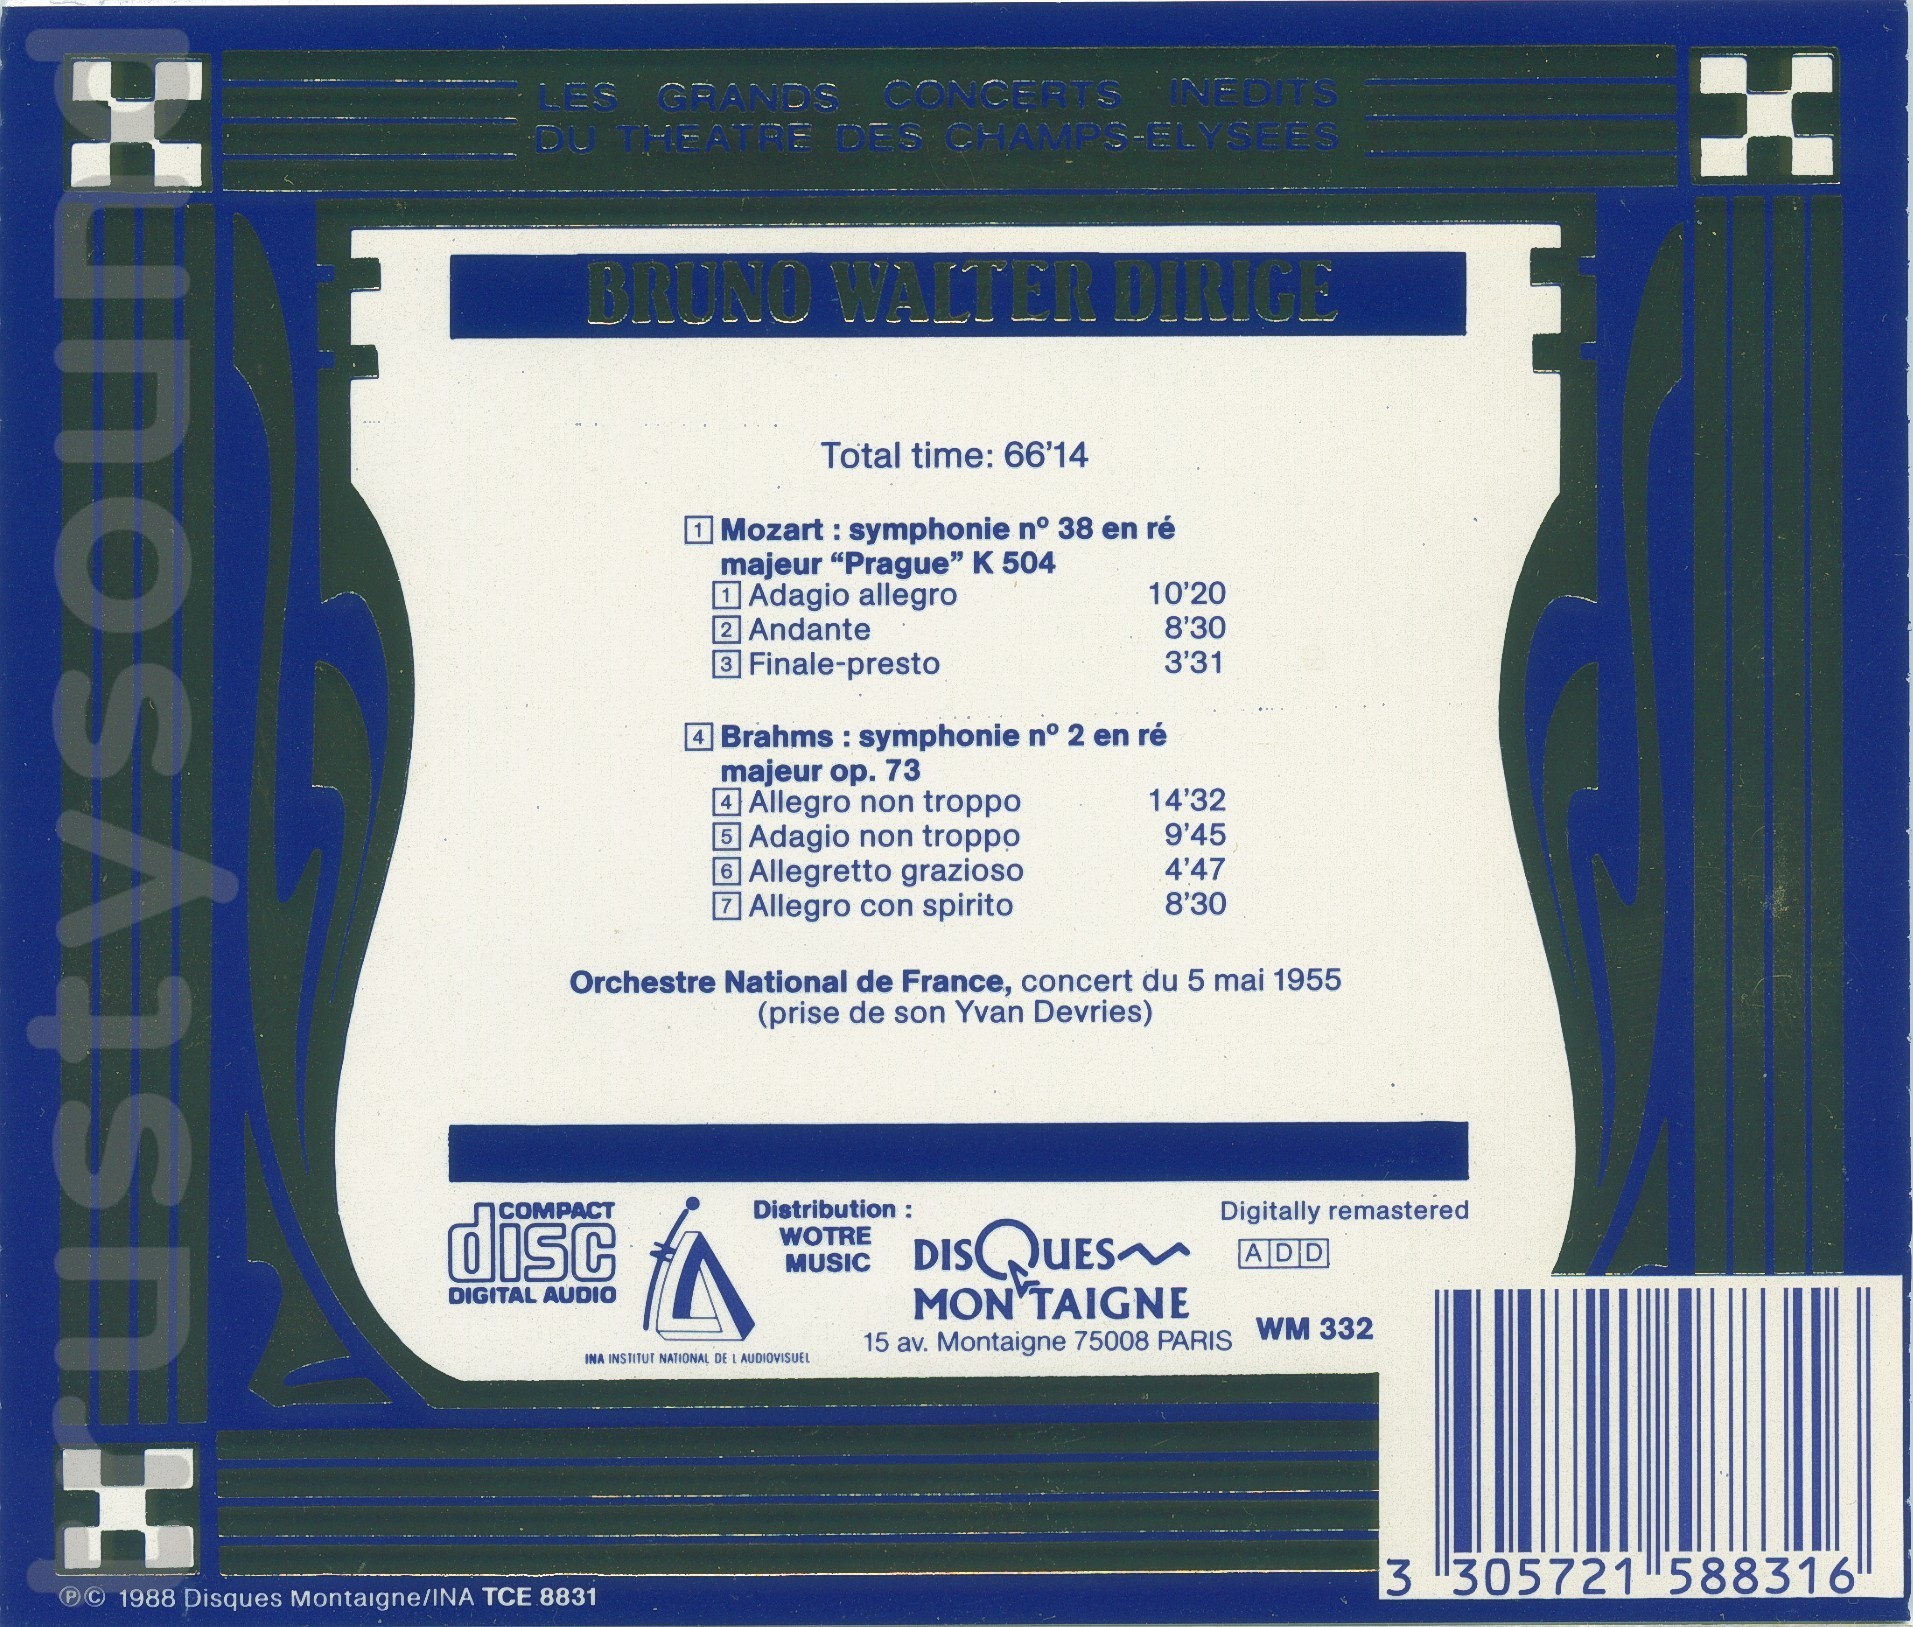 LES GRANDS CONCERTS INEDITS
DU THEATRE DES CHAMPS-ELYSEES
BRUNO WALTER DIRIGE
Total time: 66'14
1 Mozart : symphonie nº 38 en ré
majeur “Prague” K 504
1 Adagio allegro 10'20
2 Andante 8'30
3 Finale-presto 3'31
4 Brahms : symphonie nº 2 en ré
majeur op. 73
4 Allegro non troppo 14'32
5 Adagio non troppo 9'45
6 Allegretto grazioso 4'47
7 Allegro con spirito 8'30
Orchestre National de France, concert du 5 mai 1955
(prise de son Yvan Devries)
COMPACT
disc
DIGITAL AUDIO
INA INSTITUT NATIONAL DE L AUDIOVISUEL
Distribution :
WOTRE
MUSIC
DISQUES
MONTAIGNE
15 av. Montaigne 75008 PARIS
Digitally remastered
ADD
WM 332
3 305721 588316
℗© 1988 Disques Montaigne/INA TCE 8831
rustysound